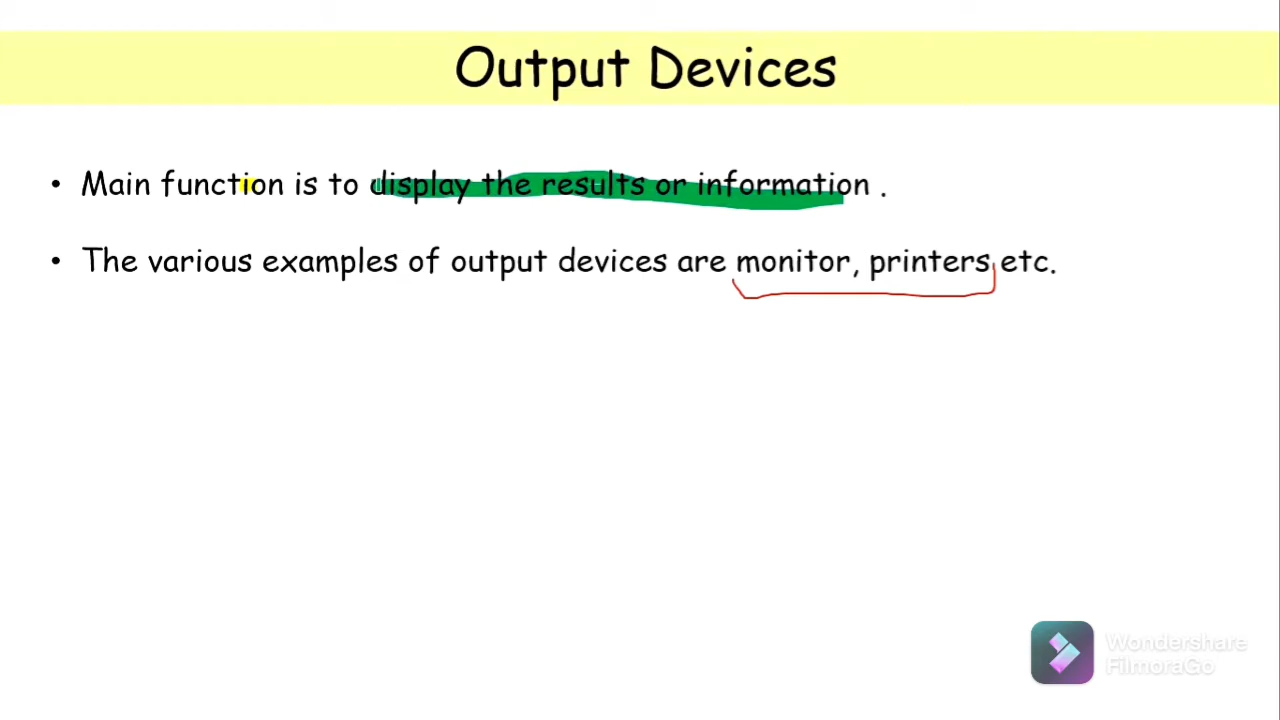 Output Devices
• Main function is to display the results or information .
• The various examples of output devices are monitor, printers etc.
Wondershare
FilmoraGo